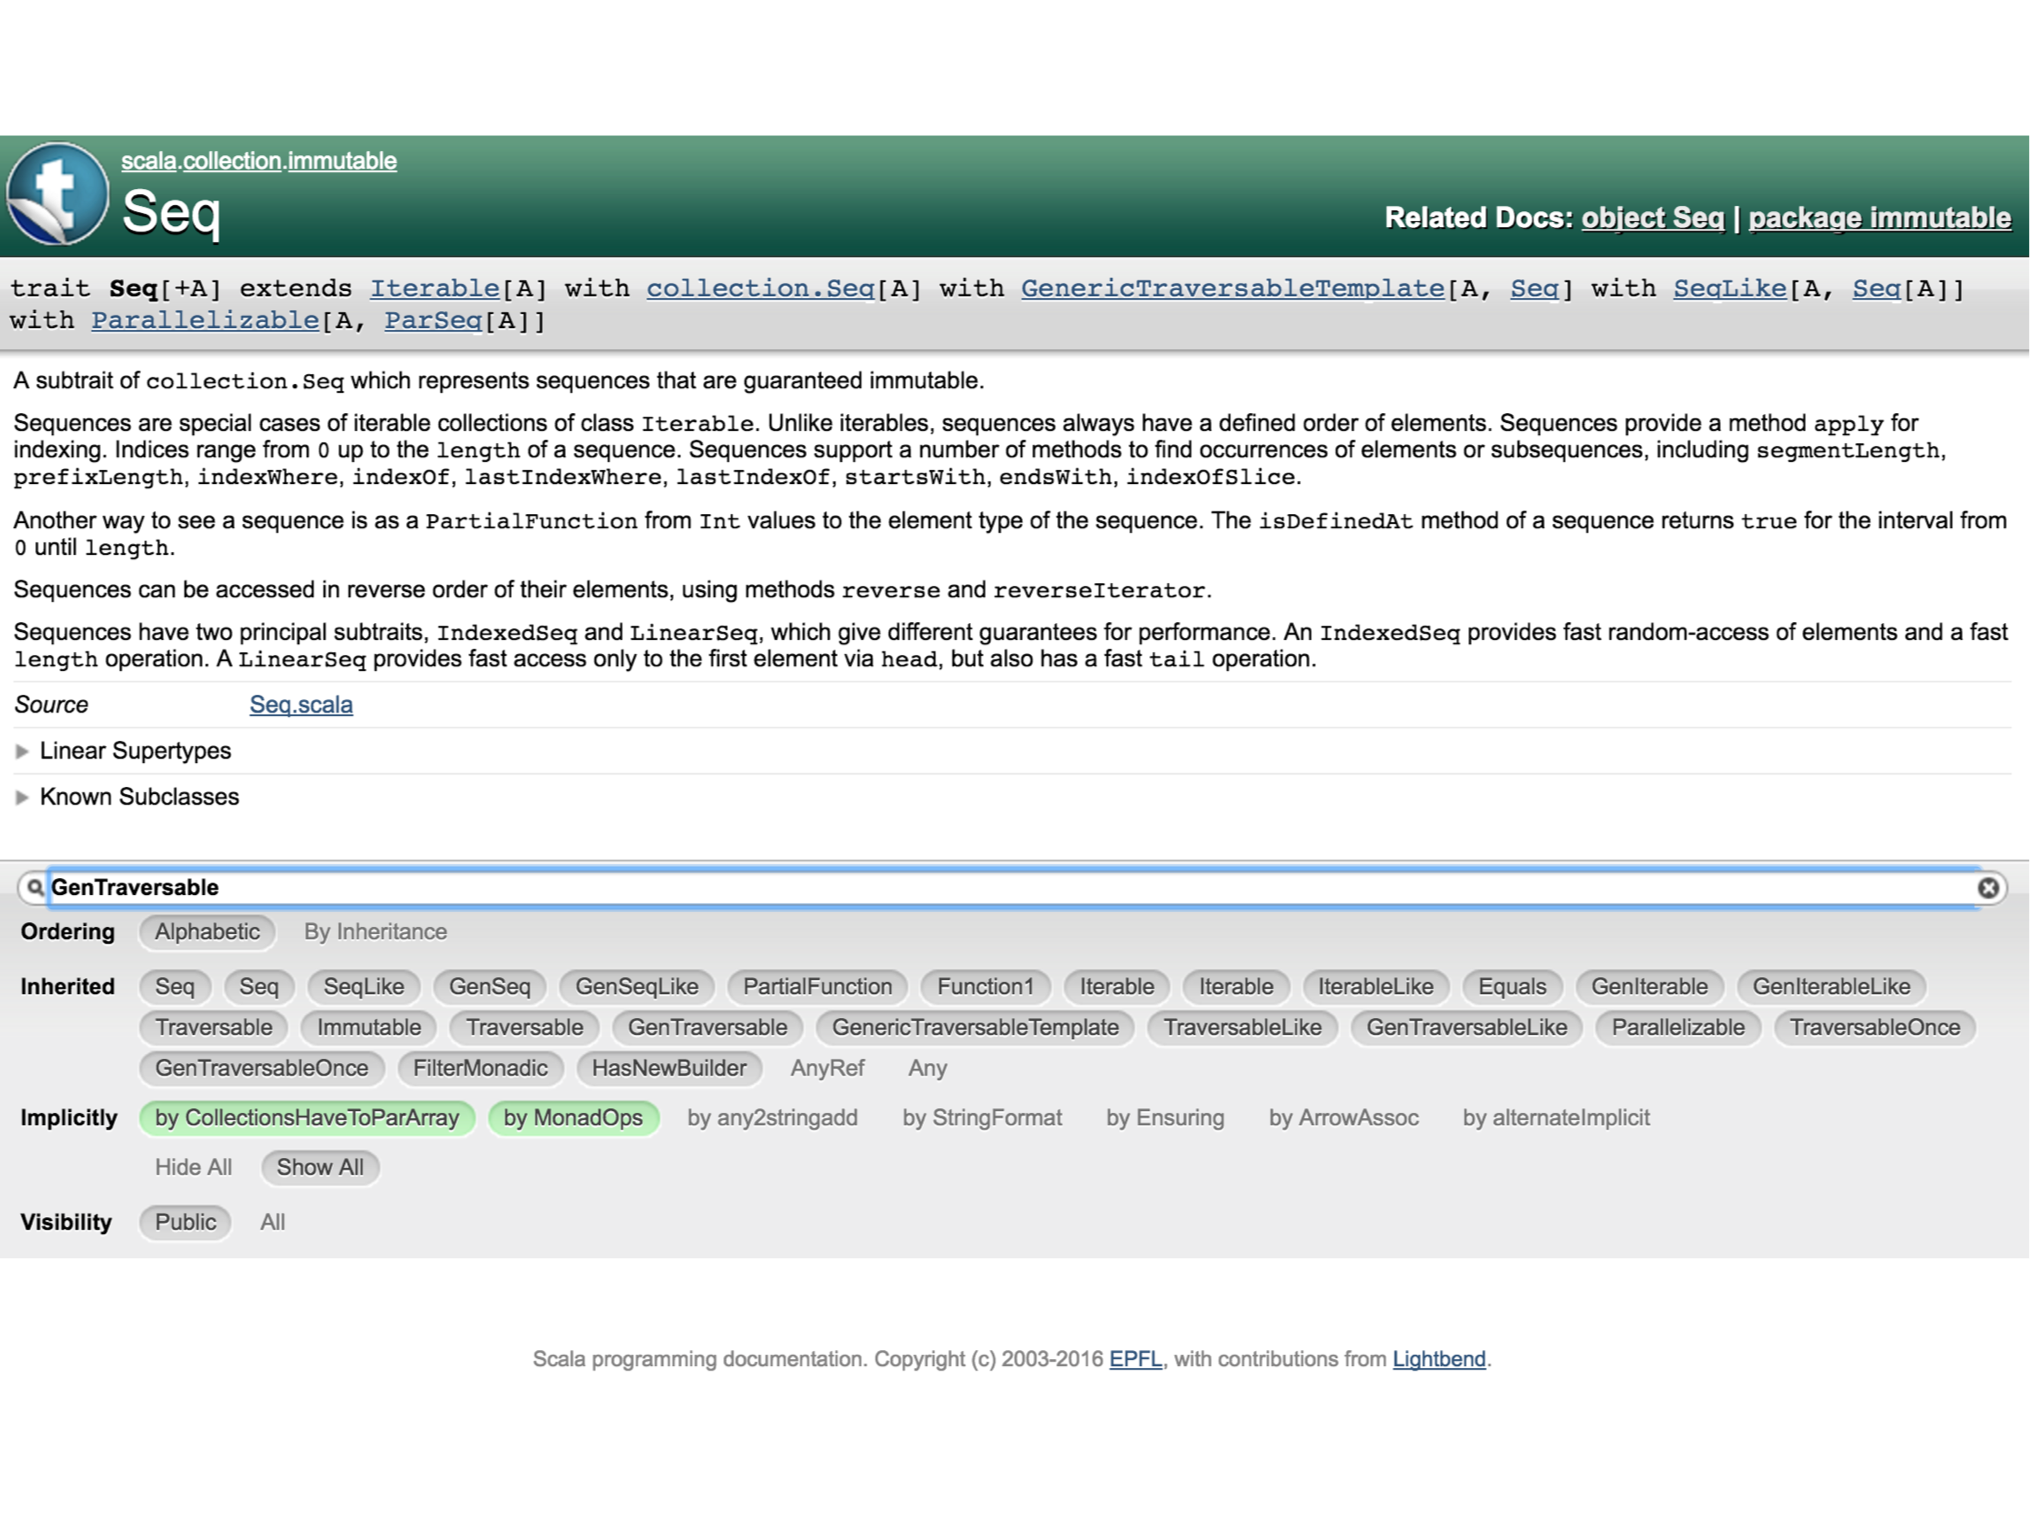 scala.collection.immutable
Seq
Related Docs: object Seq | package immutable
trait Seq[+A] extends Iterable[A] with collection.Seq[A] with GenericTraversableTemplate[A, Seq] with SeqLike[A, Seq[A]]
with Parallelizable[A, ParSeq[A]]
A subtrait of collection.Seq which represents sequences that are guaranteed immutable.
Sequences are special cases of iterable collections of class Iterable. Unlike iterables, sequences always have a defined order of elements. Sequences provide a method apply for
indexing. Indices range from 0 up to the length of a sequence. Sequences support a number of methods to find occurrences of elements or subsequences, including segmentLength,
prefixLength, indexWhere, indexOf, lastIndexWhere, lastIndexOf, startsWith, endsWith, indexOfSlice.
Another way to see a sequence is as a PartialFunction from Int values to the element type of the sequence. The isDefinedAt method of a sequence returns true for the interval from
0 until length.
Sequences can be accessed in reverse order of their elements, using methods reverse and reverseIterator.
Sequences have two principal subtraits, IndexedSeq and LinearSeq, which give different guarantees for performance. An IndexedSeq provides fast random-access of elements and a fast
length operation. A LinearSeq provides fast access only to the first element via head, but also has a fast tail operation.
Source Seq.scala
Linear Supertypes
Known Subclasses
GenTraversable
Ordering Alphabetic By Inheritance
Inherited Seq Seq SeqLike GenSeq GenSeqLike PartialFunction Function1 Iterable Iterable IterableLike Equals GenIterable GenIterableLike
Traversable Immutable Traversable GenTraversable GenericTraversableTemplate TraversableLike GenTraversableLike Parallelizable TraversableOnce
GenTraversableOnce FilterMonadic HasNewBuilder AnyRef Any
Implicitly by CollectionsHaveToParArray by MonadOps by any2stringadd by StringFormat by Ensuring by ArrowAssoc by alternateImplicit
Hide All Show All
Visibility Public All
Scala programming documentation. Copyright (c) 2003-2016 EPFL, with contributions from Lightbend.